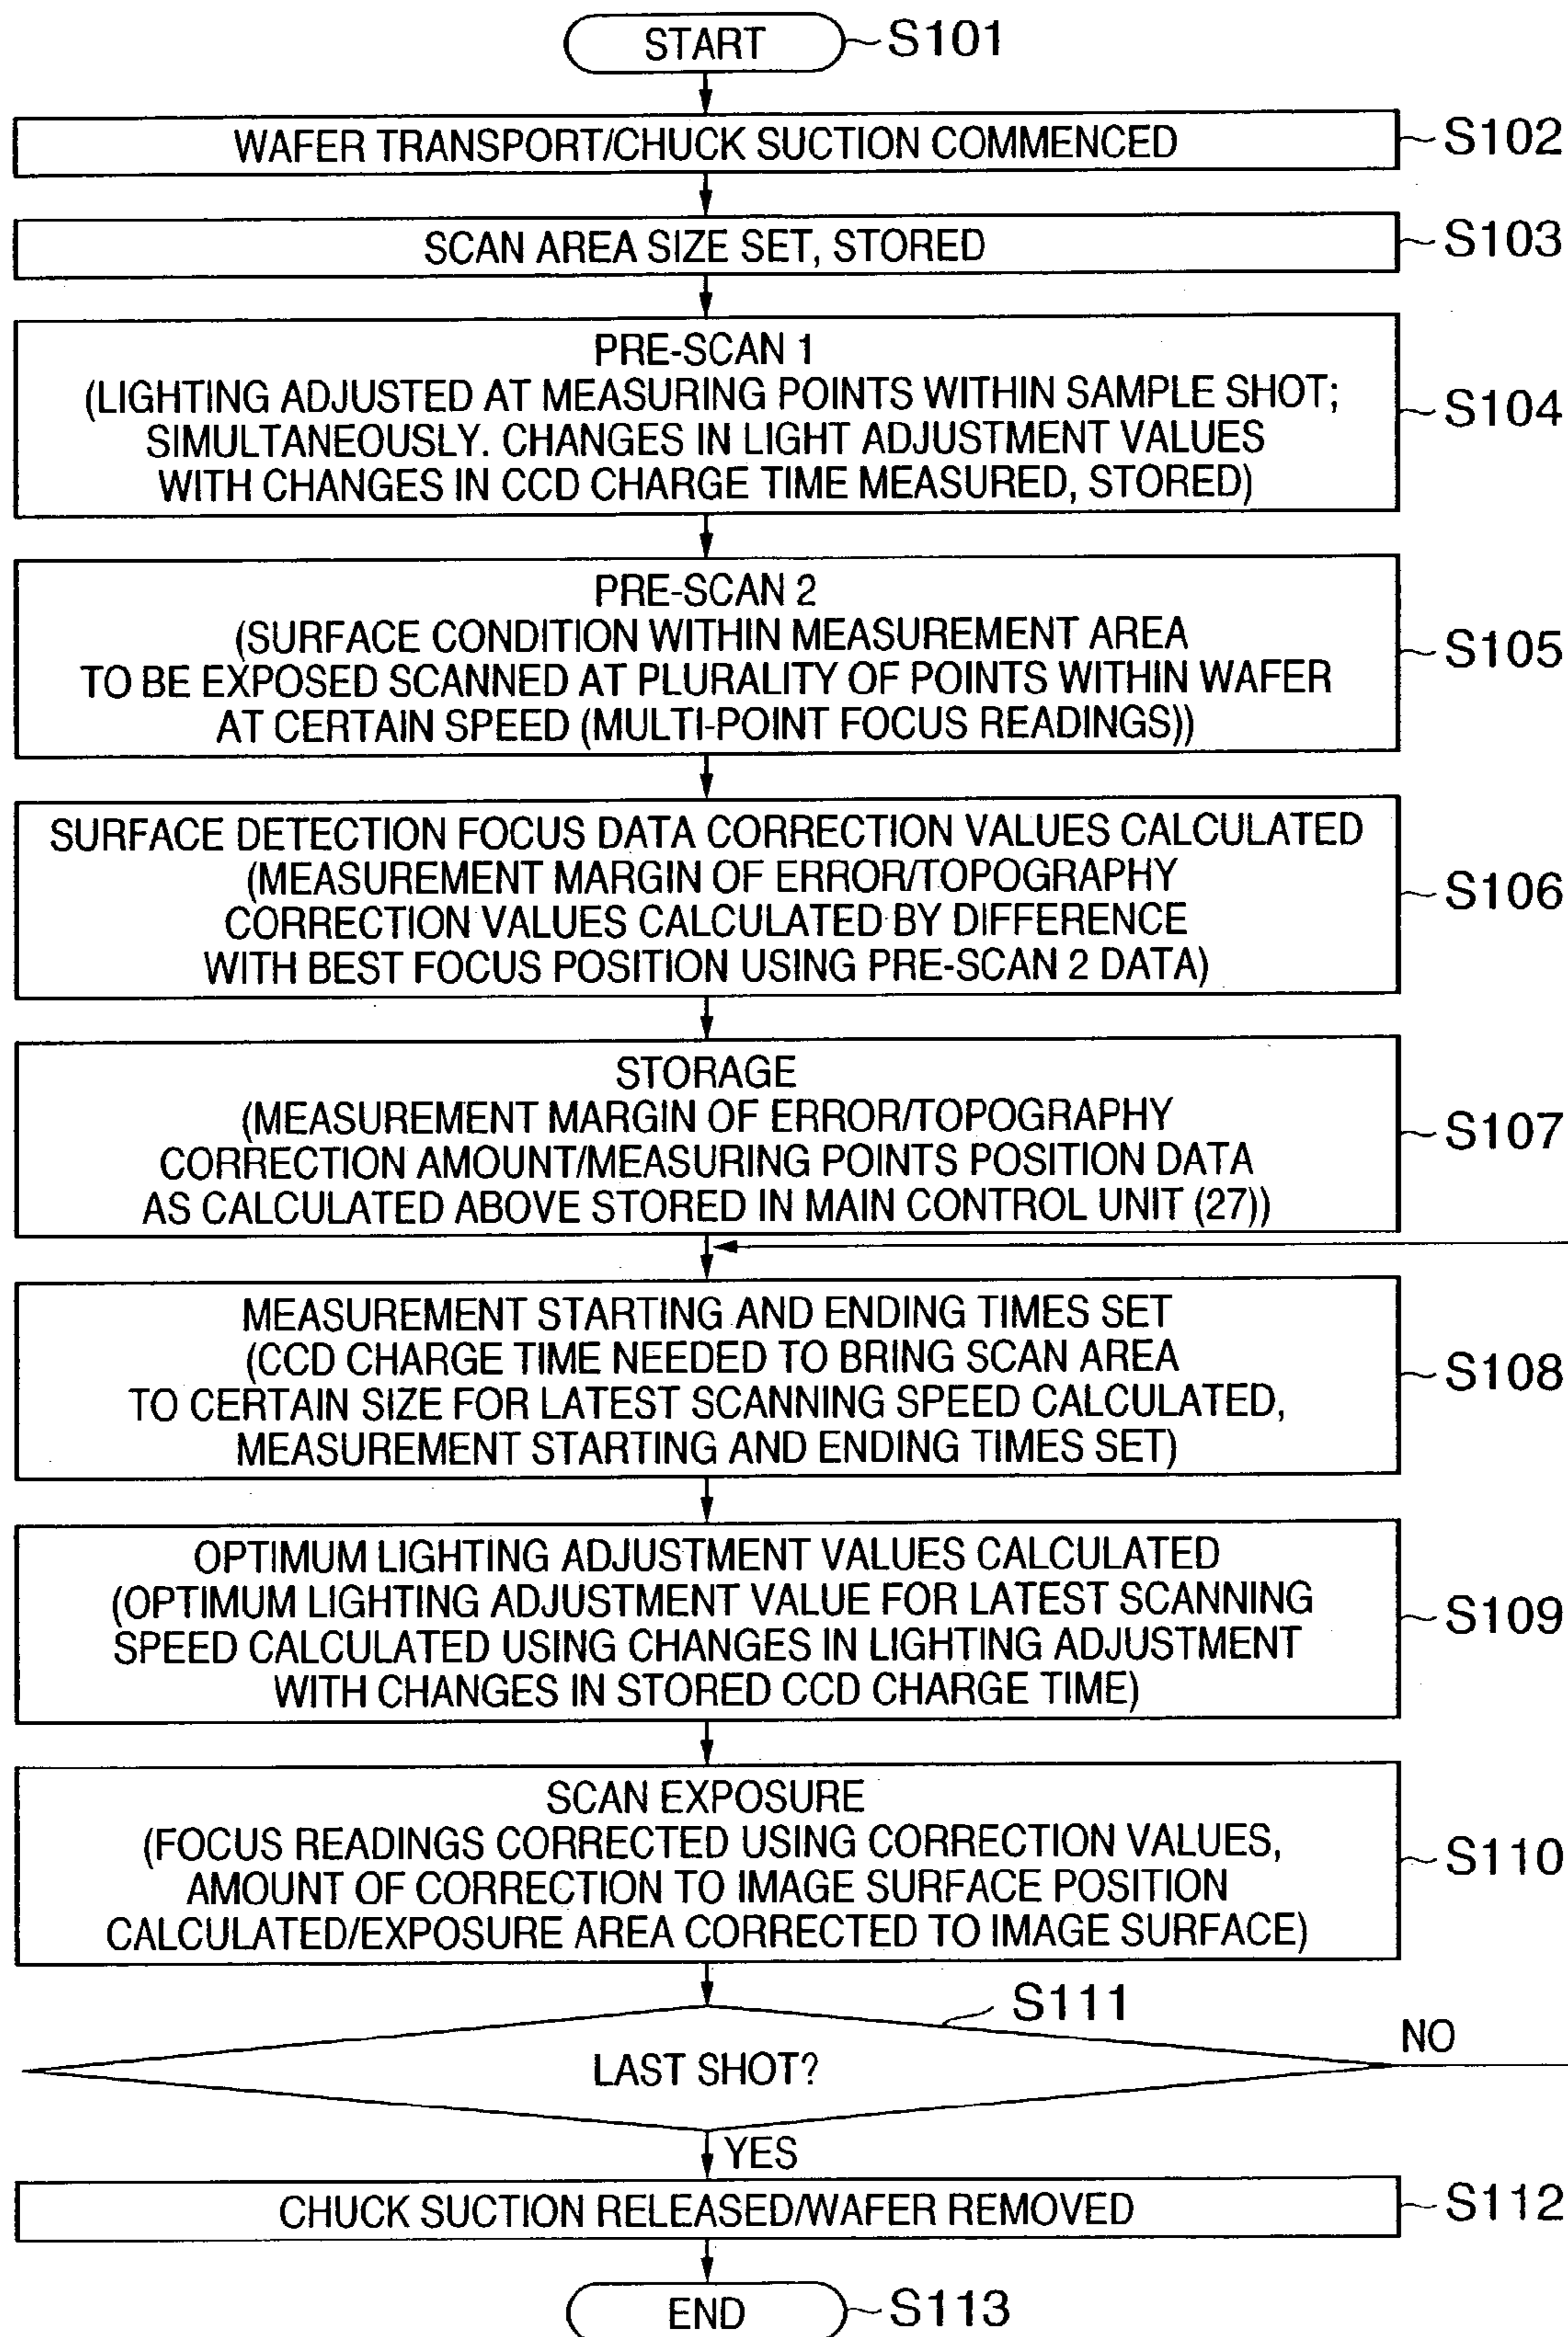 START
S101
WAFER TRANSPORT/CHUCK SUCTION COMMENCED
S102
SCAN AREA SIZE SET, STORED
S103
PRE-SCAN 1
(LIGHTING ADJUSTED AT MEASURING POINTS WITHIN SAMPLE SHOT;
SIMULTANEOUSLY. CHANGES IN LIGHT ADJUSTMENT VALUES
WITH CHANGES IN CCD CHARGE TIME MEASURED, STORED)
S104
PRE-SCAN 2
(SURFACE CONDITION WITHIN MEASUREMENT AREA
TO BE EXPOSED SCANNED AT PLURALITY OF POINTS WITHIN WAFER
AT CERTAIN SPEED (MULTI-POINT FOCUS READINGS))
S105
SURFACE DETECTION FOCUS DATA CORRECTION VALUES CALCULATED
(MEASUREMENT MARGIN OF ERROR/TOPOGRAPHY
CORRECTION VALUES CALCULATED BY DIFFERENCE
WITH BEST FOCUS POSITION USING PRE-SCAN 2 DATA)
S106
STORAGE
(MEASUREMENT MARGIN OF ERROR/TOPOGRAPHY
CORRECTION AMOUNT/MEASURING POINTS POSITION DATA
AS CALCULATED ABOVE STORED IN MAIN CONTROL UNIT (27))
S107
MEASUREMENT STARTING AND ENDING TIMES SET
(CCD CHARGE TIME NEEDED TO BRING SCAN AREA
TO CERTAIN SIZE FOR LATEST SCANNING SPEED CALCULATED,
MEASUREMENT STARTING AND ENDING TIMES SET)
S108
OPTIMUM LIGHTING ADJUSTMENT VALUES CALCULATED
(OPTIMUM LIGHTING ADJUSTMENT VALUE FOR LATEST SCANNING
SPEED CALCULATED USING CHANGES IN LIGHTING ADJUSTMENT
WITH CHANGES IN STORED CCD CHARGE TIME)
S109
SCAN EXPOSURE
(FOCUS READINGS CORRECTED USING CORRECTION VALUES,
AMOUNT OF CORRECTION TO IMAGE SURFACE POSITION
CALCULATED/EXPOSURE AREA CORRECTED TO IMAGE SURFACE)
S110
S111
LAST SHOT?
NO
YES
CHUCK SUCTION RELEASED/WAFER REMOVED
S112
END
S113